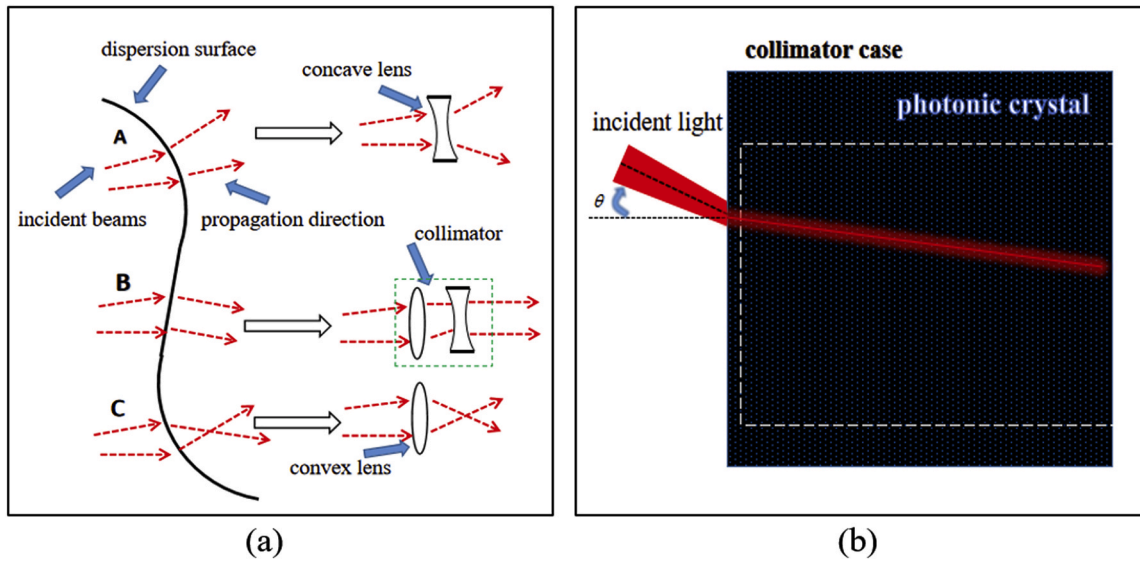 dispersion surface
concave lens
A
incident beams
propagation direction
collimator
B
C
convex lens
(a)
collimator case
photonic crystal
incident light
θ
(b)